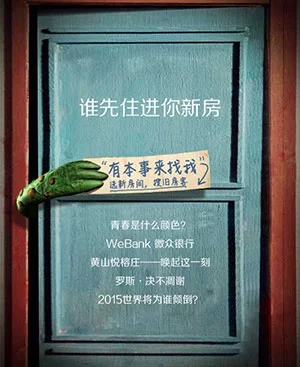 谁先住进你新房
“有本事来找我”
选新房间,搜旧房客
青春是什么颜色?
WeBank 微众银行
黄山悦榕庄——唤起这一刻
罗斯·决不凋谢
2015世界将为谁倾倒?